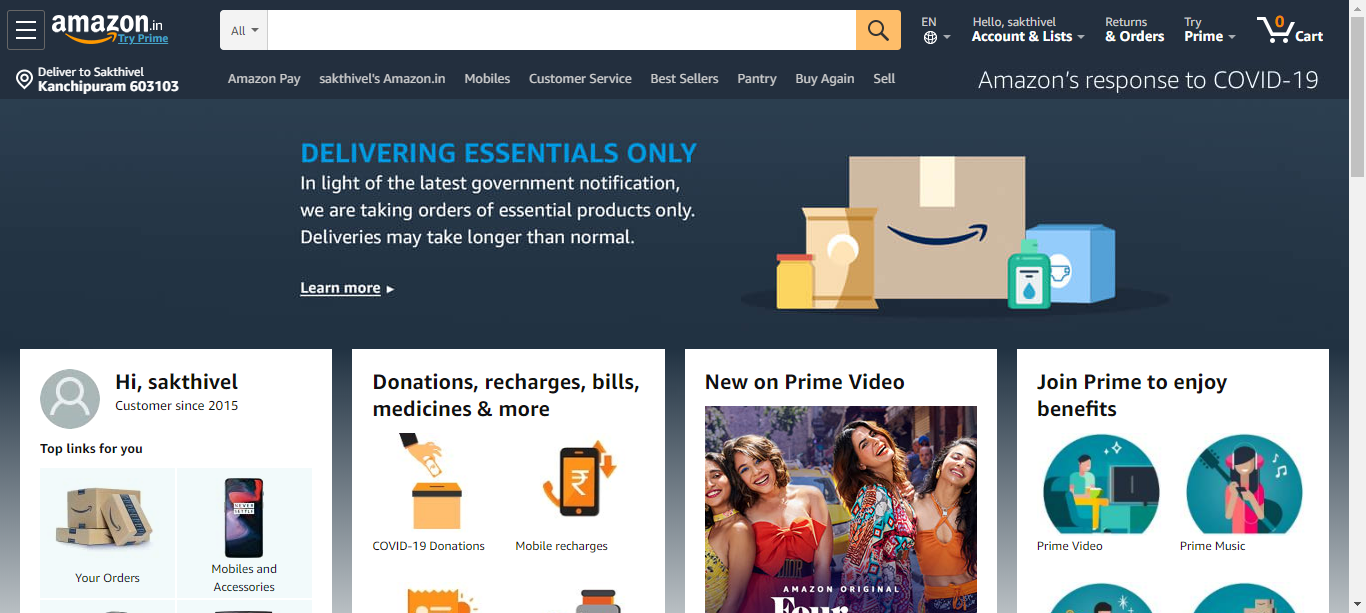 amazon.in
Try Prime
All
EN
Hello, sakthivel
Account & Lists
Returns
& Orders
Try
Prime
0
Cart
Deliver to Sakthivel
Kanchipuram 603103
Amazon Pay
sakthivel's Amazon.in
Mobiles
Customer Service
Best Sellers
Pantry
Buy Again
Sell
Amazon's response to COVID-19
DELIVERING ESSENTIALS ONLY
In light of the latest government notification,
we are taking orders of essential products only.
Deliveries may take longer than normal.
Learn more
Hi, sakthivel
Customer since 2015
Top links for you
NEVER
SETTLE
Your Orders
Mobiles and
Accessories
Donations, recharges, bills,
medicines & more
₹
COVID-19 Donations
Mobile recharges
New on Prime Video
AMAZON ORIGINAL
Four
Join Prime to enjoy
benefits
Prime Video
Prime Music